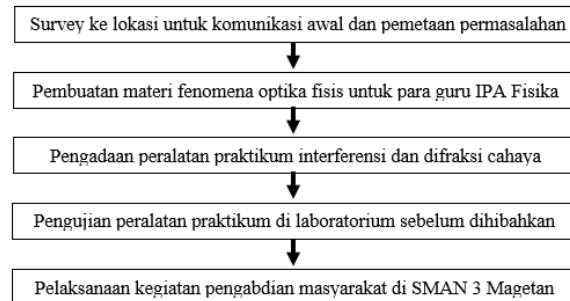 Survey ke lokasi untuk komunikasi awal dan pemetaan permasalahan
Pembuatan materi fenomena optika fisis untuk para guru IPA Fisika
Pengadaan peralatan praktikum interferensi dan difraksi cahaya
Pengujian peralatan praktikum di laboratorium sebelum dihibahkan
Pelaksanaan kegiatan pengabdian masyarakat di SMAN 3 Magetan